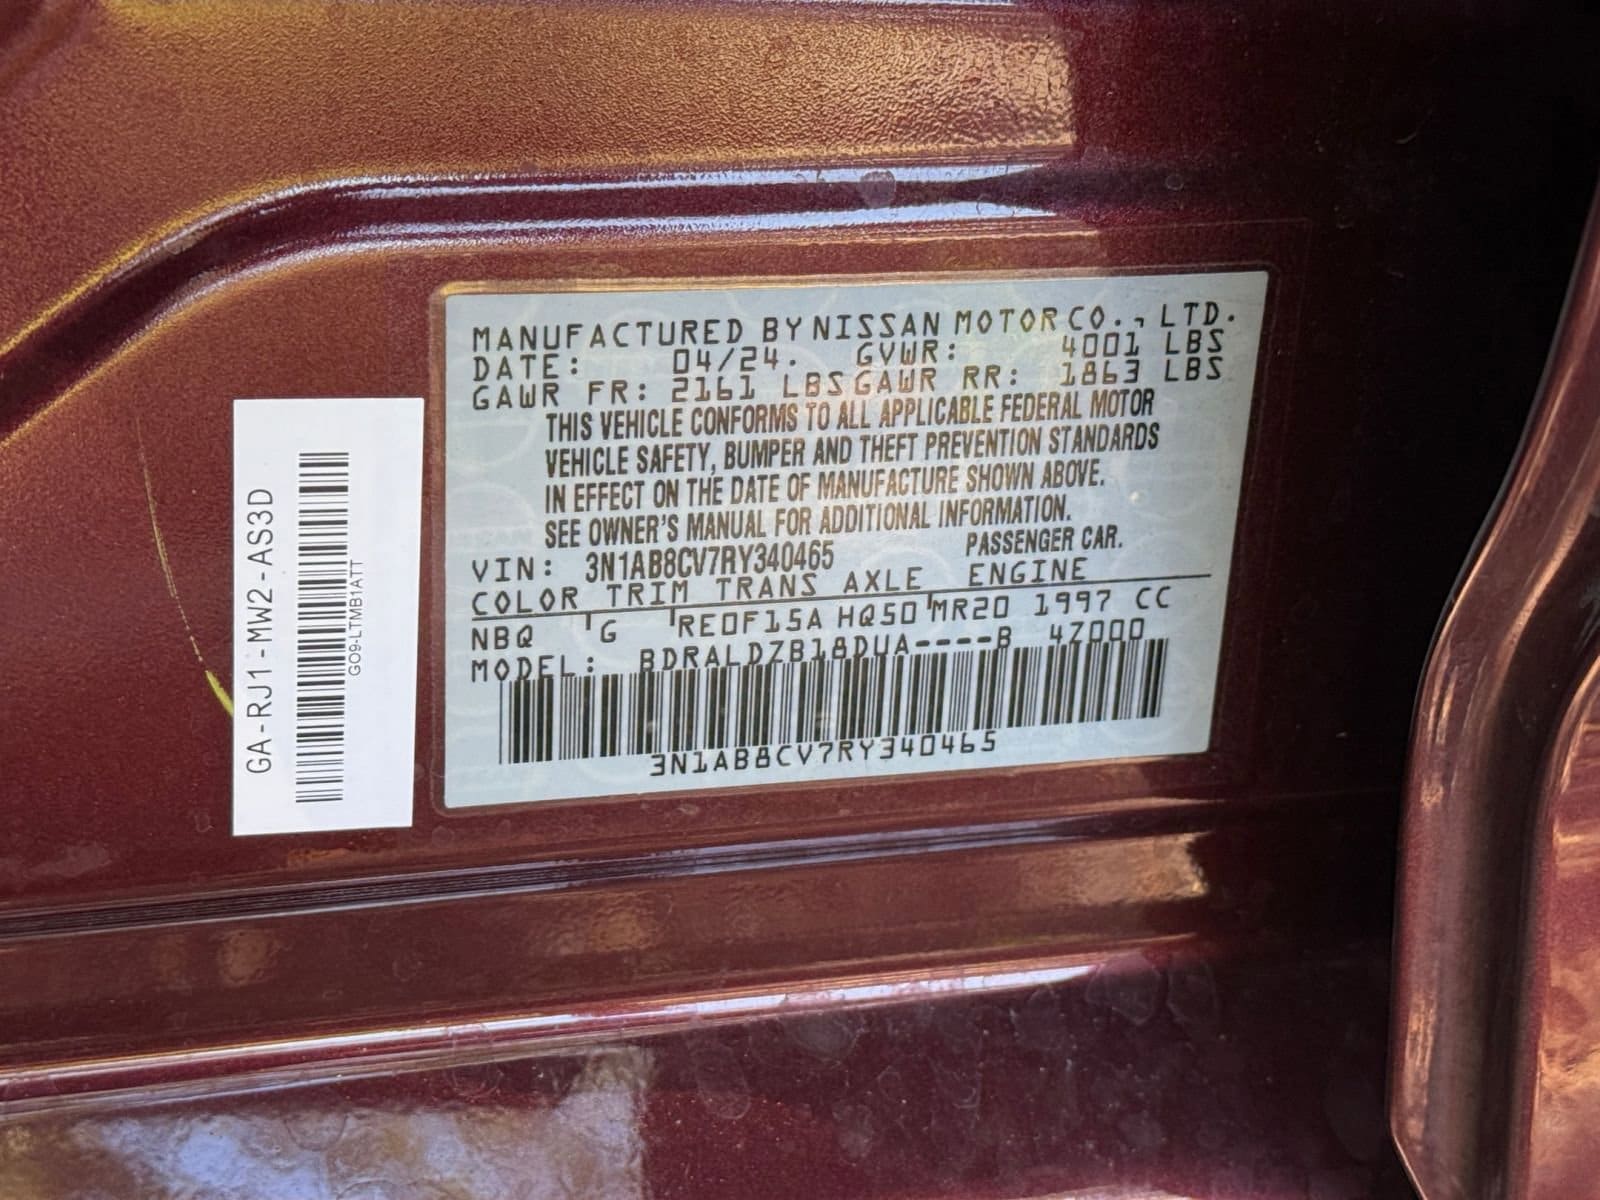 MANUFACTURED BY NISSAN MOTOR CO., LTD.
DATE: 04/24. GVWR: 4001 LBS
GAWR FR: 2161 LBS GAWR RR: 1863 LBS
THIS VEHICLE CONFORMS TO ALL APPLICABLE FEDERAL MOTOR
VEHICLE SAFETY, BUMPER AND THEFT PREVENTION STANDARDS
IN EFFECT ON THE DATE OF MANUFACTURE SHOWN ABOVE.
SEE OWNER'S MANUAL FOR ADDITIONAL INFORMATION.
VIN: 3N1AB8CV7RY340465 PASSENGER CAR.
COLOR TRIM TRANS AXLE ENGINE
NBQ G RE0F15A HQ50 MR20 1997 CC
MODEL: BDRALDZB18DUA----B 47000
3N1AB8CV7RY340465
GA-RJ1-MW2-AS3D
GO9-LTMB1ATT